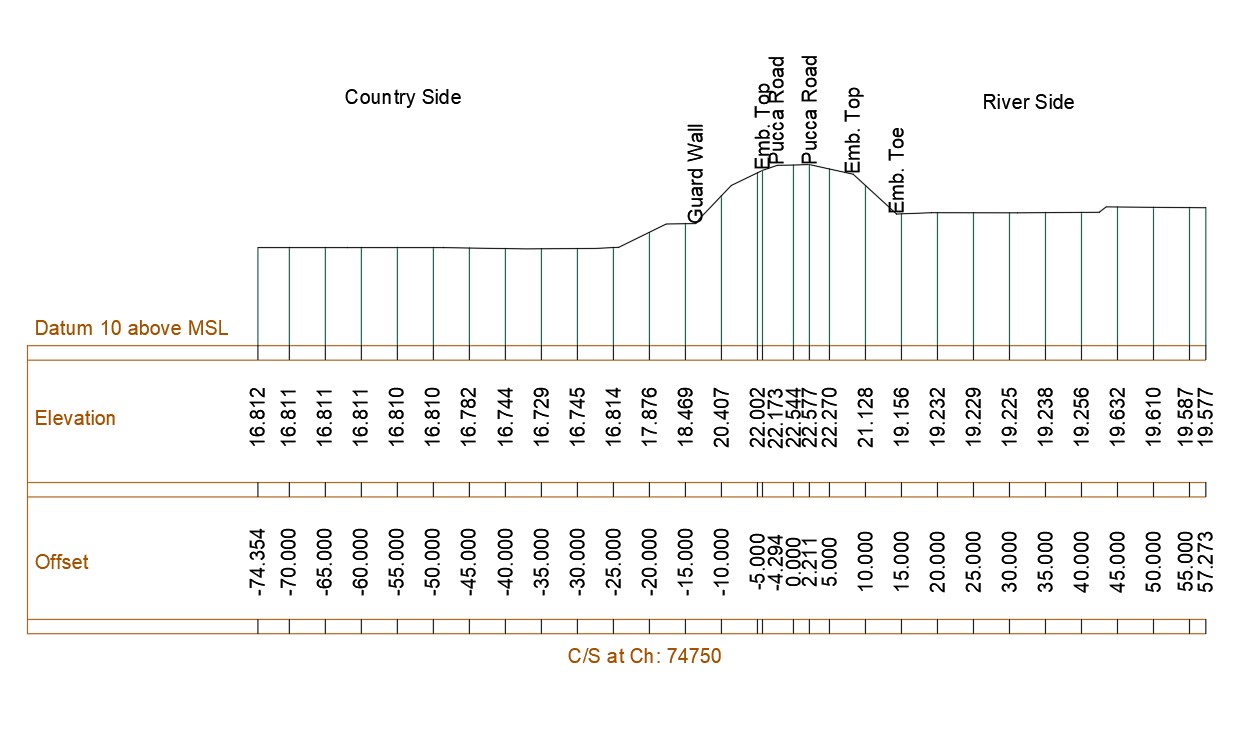 Country Side
River Side
Guard Wall
Emb. Top
Pucca Road
Pucca Road
Emb. Top
Emb. Toe
Datum 10 above MSL
Elevation
16.812 16.811 16.811 16.811 16.810 16.810 16.782 16.744 16.729 16.745 16.814 17.876 18.469 20.407 22.002 22.173 22.544 22.577 22.270 21.128 19.156 19.232 19.229 19.225 19.238 19.256 19.632 19.610 19.587 19.577
Offset
-74.354 -70.000 -65.000 -60.000 -55.000 -50.000 -45.000 -40.000 -35.000 -30.000 -25.000 -20.000 -15.000 -10.000 -5.000 -4.294 0.000 2.211 5.000 10.000 15.000 20.000 25.000 30.000 35.000 40.000 45.000 50.000 55.000 57.273
C/S at Ch: 74750